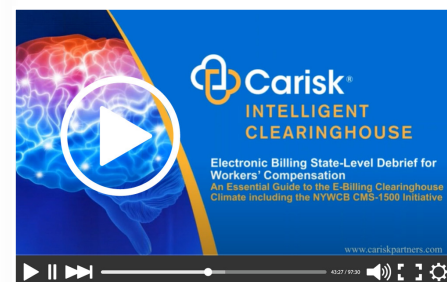 Carisk®
INTELLIGENT
CLEARINGHOUSE
Electronic Billing State-Level Debrief for
Workers' Compensation
An Essential Guide to the E-Billing Clearinghouse
Climate including the NYWCB CMS-1500 Initiative
www.cariskpartners.com
43:27 / 97:30